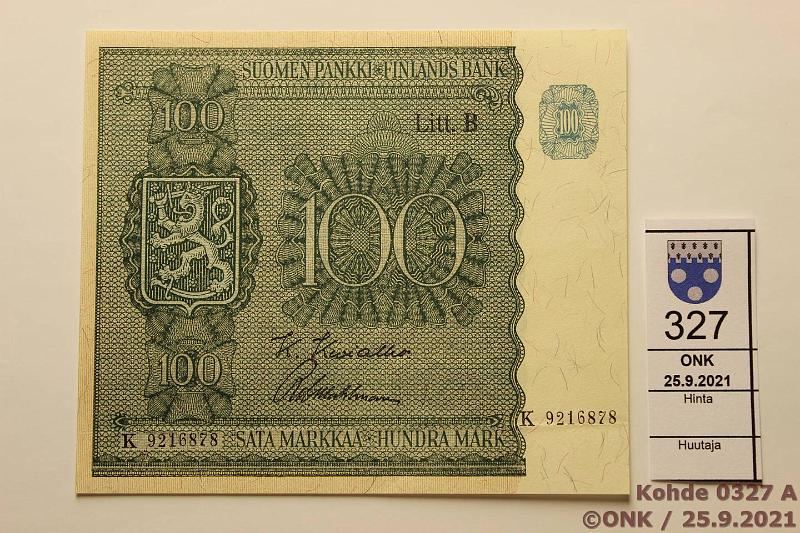 SUOMEN PANKKI FINLANDS BANK
100
100
Litt. B
100
100
K 9216878
K 9216878
SATA MARKKAA HUNDRA MARK
327
ONK
25.9.2021
Hinta
Huutaja
Kohde 0327 A
©ONK / 25.9.2021